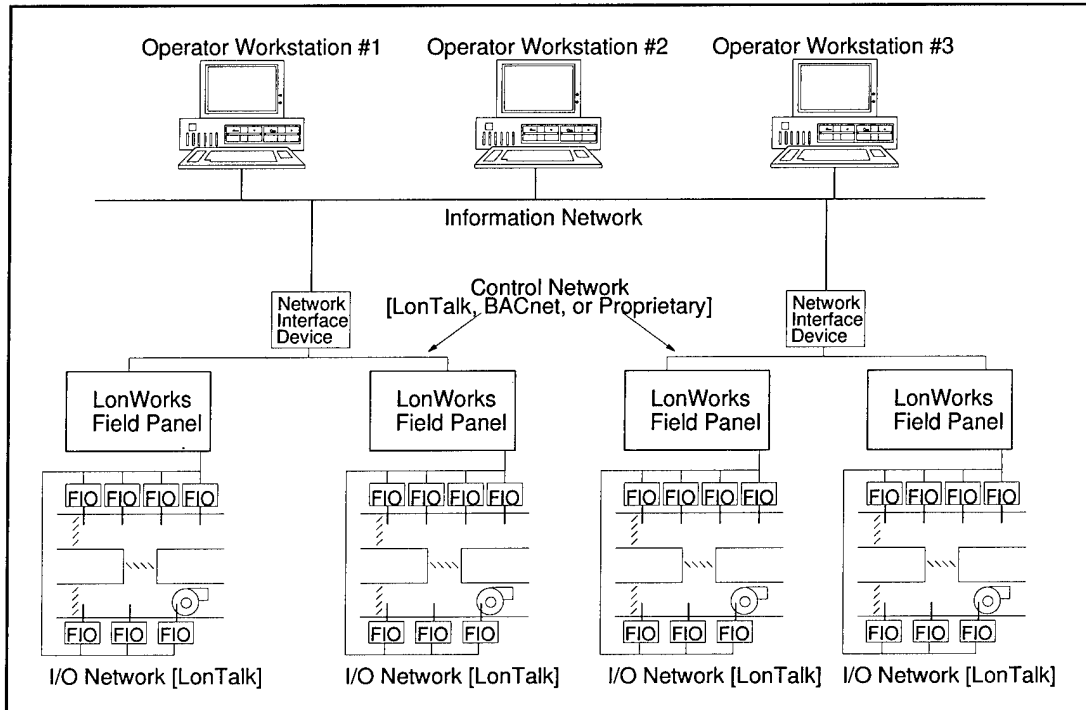 Operator Workstation #1
Operator Workstation #2
Operator Workstation #3
Information Network
Control Network
[LonTalk, BACnet, or Proprietary]
Network
Interface
Device
Network
Interface
Device
LonWorks
Field Panel
LonWorks
Field Panel
LonWorks
Field Panel
LonWorks
Field Panel
FIO FIO FIO FIO
FIO FIO FIO FIO
FIO FIO FIO FIO
FIO FIO FIO FIO
FIO FIO FIO
FIO FIO FIO
FIO FIO FIO
FIO FIO FIO
I/O Network [LonTalk]
I/O Network [LonTalk]
I/O Network [LonTalk]
I/O Network [LonTalk]